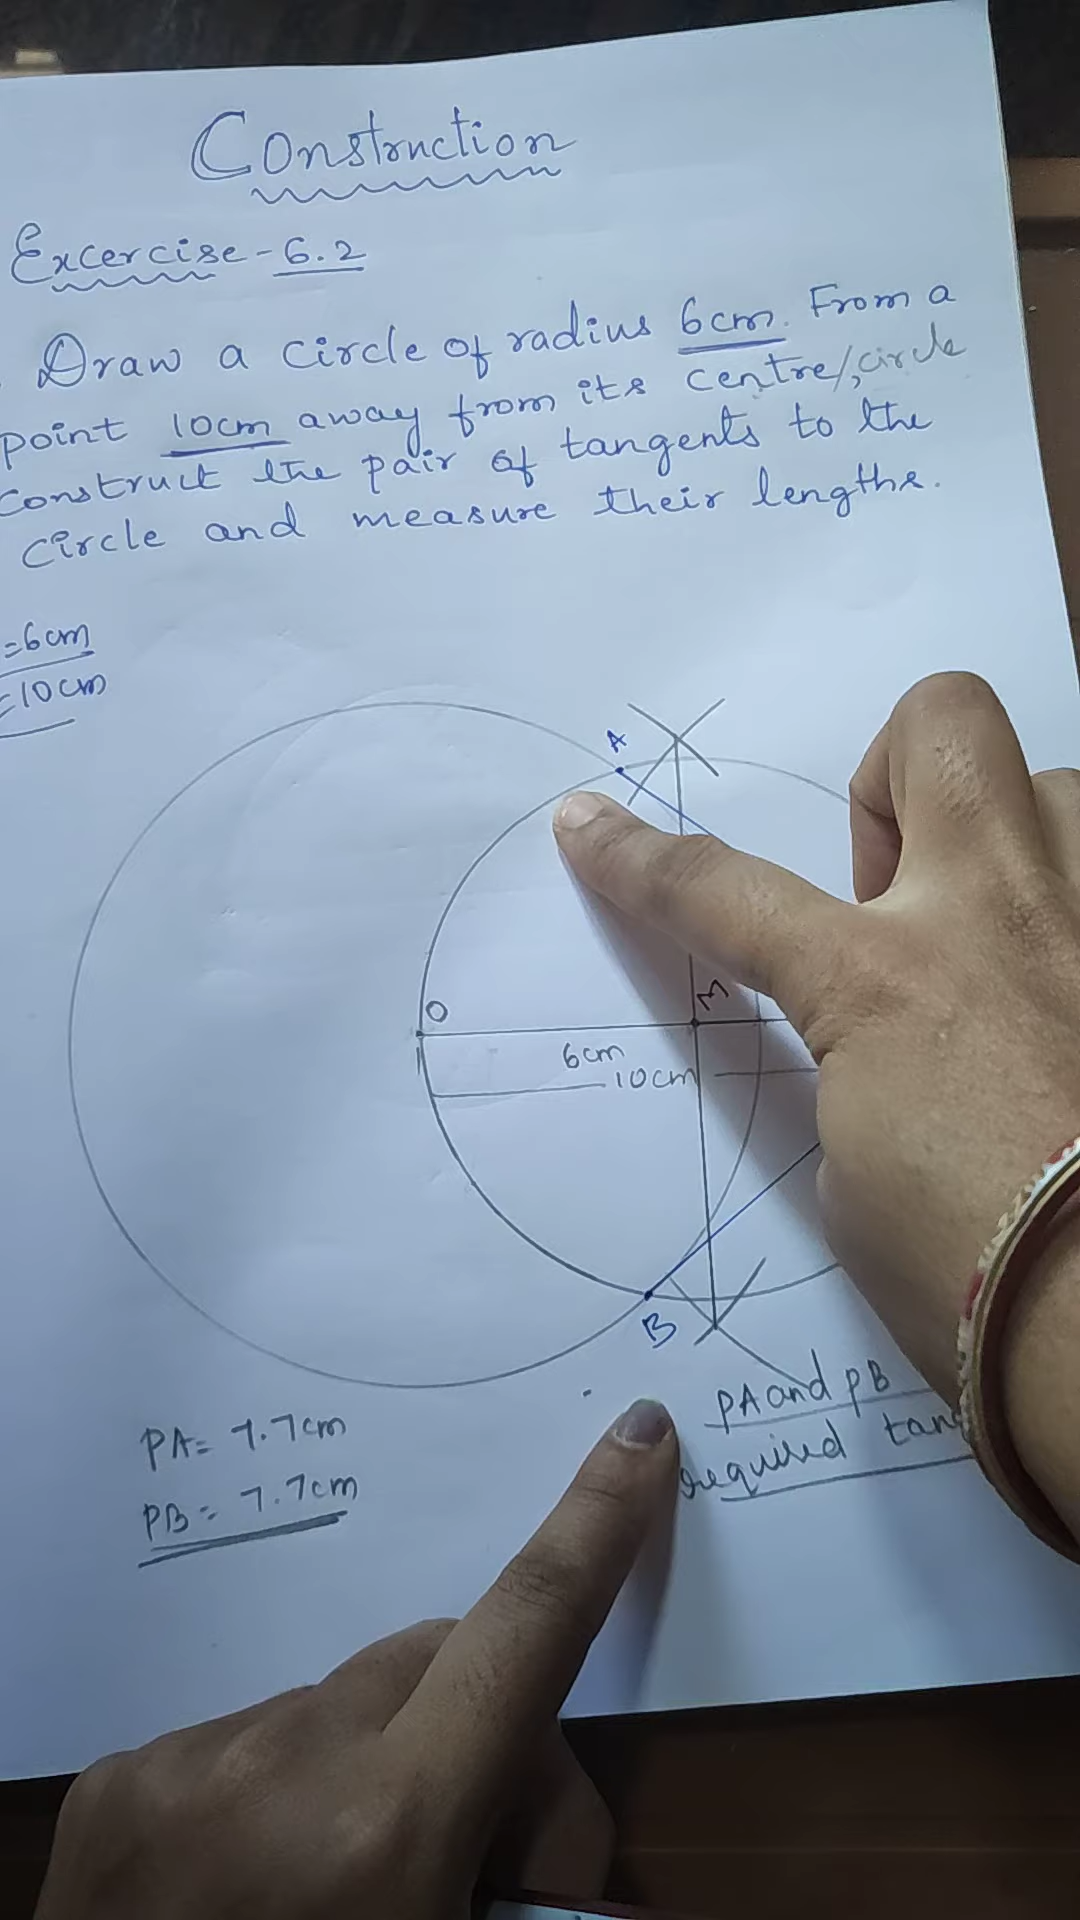 Construction
Excercise-6.2
Draw a circle of radius 6cm. From a
point 10cm away from its centre/, circle
construct the pair of tangents to the
circle and measure their lengths.
=6cm
=10cm
A
O
M
6cm
10cm
B
PA and PB
required tan
PA= 7.7cm
PB= 7.7cm